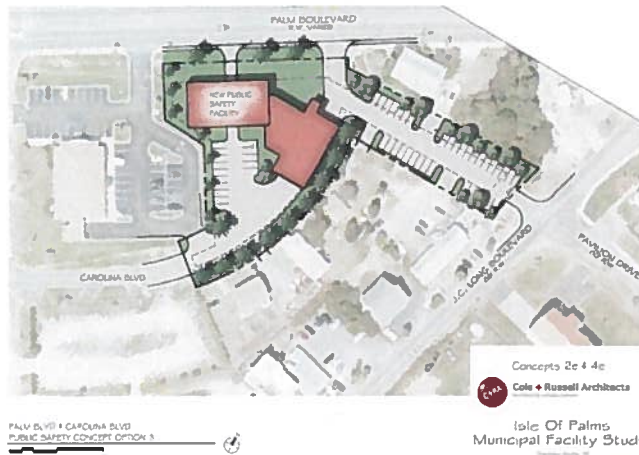 PALM BOULEVARD
R.W. VARIES
NEW PUBLIC
SAFETY
FACILITY
CAROLINA BLVD
J.C. LONG BOULEVARD
PAVILION DRIVE
Concepts 2e & 4e
Cole + Russell Architects
PALM BLVD & CAROLINA BLVD
PUBLIC SAFETY CONCEPT OPTION 3
Isle Of Palms
Municipal Facility Stud